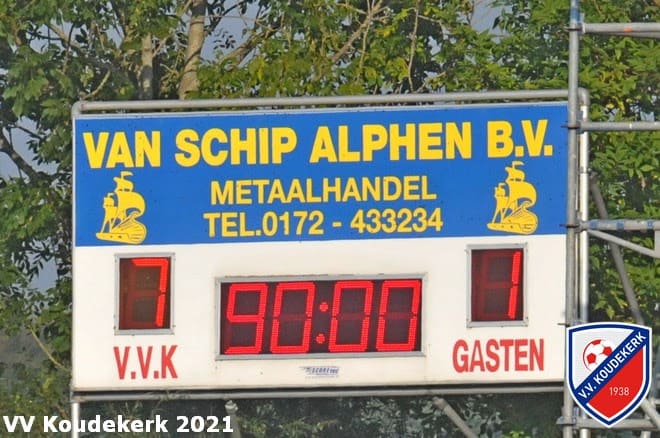 VAN SCHIP ALPHEN B.V.
METAALHANDEL
TEL.0172 - 433234
7 90:00 1
V.V.K GASTEN
V.V. KOUDEKERK
1938
VV Koudekerk 2021